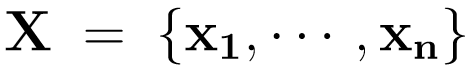 X = {x₁, · · · , xₙ}